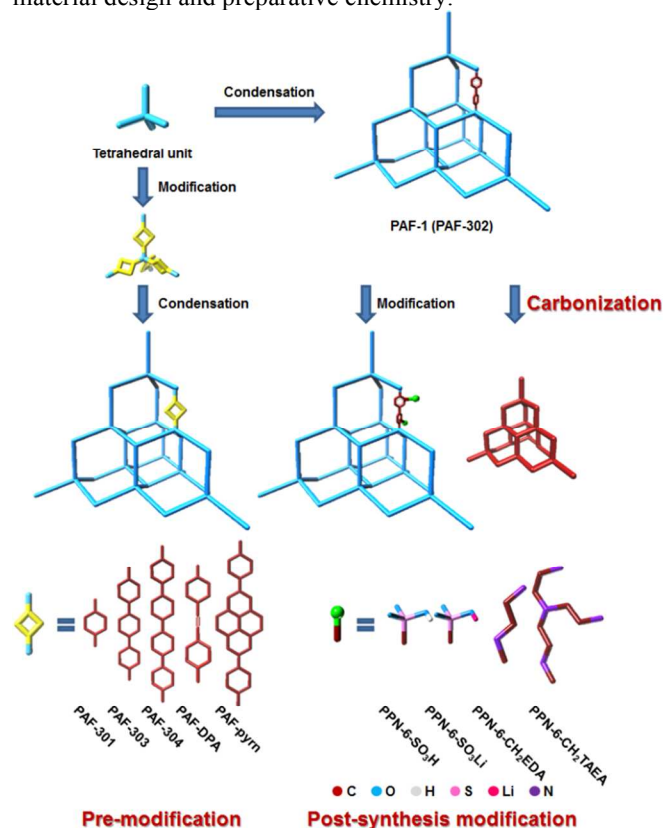 material design and preparative chemistry.
Condensation
Tetrahedral unit
Modification
PAF-1 (PAF-302)
Condensation
Modification
Carbonization
=
=
PAF-301
PAF-303
PAF-304
PAF-DPA
PAF-pyrn
PPN-6-SO₃H
PPN-6-SO₃Li
PPN-6-CH₂EDA
PPN-6-CH₂TAEA
C O H S Li N
Pre-modification
Post-synthesis modification